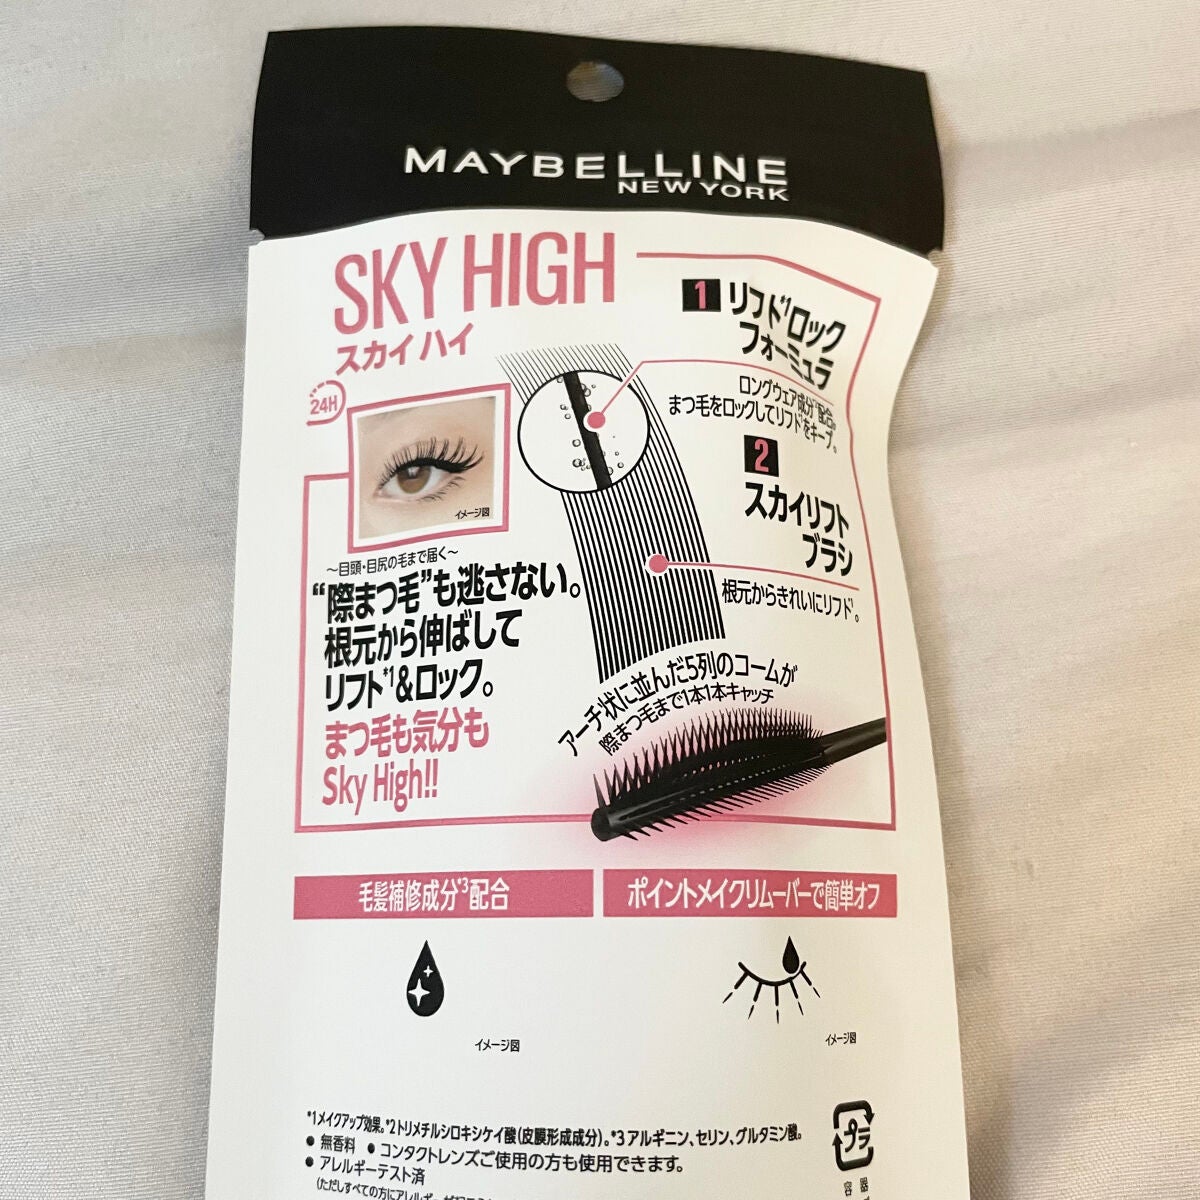 MAYBELLINE
NEW YORK
SKY HIGH
スカイ ハイ
24H
イメージ図
～目頭・目尻の毛まで届く～
“際まつ毛”も逃さない。
根元から伸ばして
リフト*1&ロック。
まつ毛も気分も
Sky High!!
1 リフト*1ロック
フォーミュラ
ロングウェア成分*2配合。
まつ毛をロックしてリフト*1をキープ。
2
スカイリフト
ブラシ
根元からきれいにリフト*1。
アーチ状に並んだ5列のコームが
際まつ毛まで1本1本キャッチ
毛髪補修成分*3配合
イメージ図
ポイントメイクリムーバーで簡単オフ
イメージ図
*1メイクアップ効果。*2トリメチルシロキシケイ酸(皮膜形成成分)。*3アルギニン、セリン、グルタミン酸。
● 無香料 ● コンタクトレンズご使用の方も使用できます。
● アレルギーテスト済
プラ